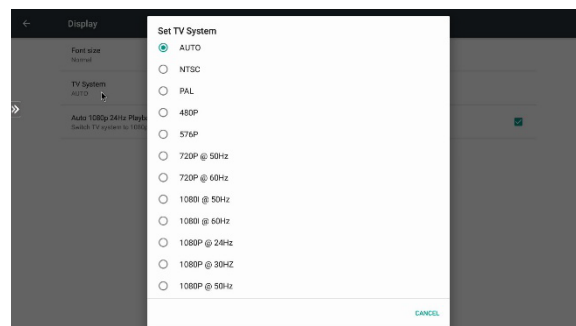 Display
Font size
Normal
TV System
AUTO
Auto 1080p 24Hz Playb
Switch TV system to 1080p
Set TV System
AUTO
NTSC
PAL
480P
576P
720P @ 50Hz
720P @ 60Hz
1080I @ 50Hz
1080I @ 60Hz
1080P @ 24Hz
1080P @ 30HZ
1080P @ 50Hz
CANCEL